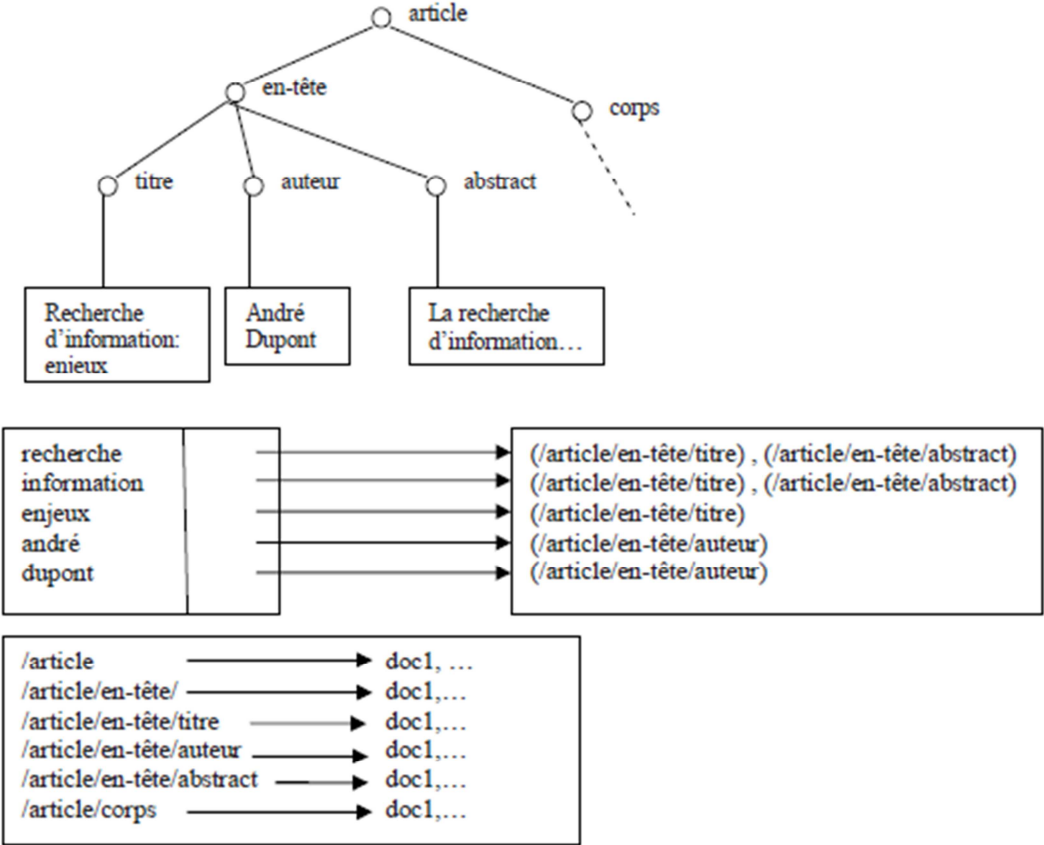 article
en-tête
corps
titre
auteur
abstract
Recherche
d'information:
enjeux
André
Dupont
La recherche
d'information…
recherche
information
enjeux
andré
dupont
(/article/en-tête/titre) , (/article/en-tête/abstract)
(/article/en-tête/titre) , (/article/en-tête/abstract)
(/article/en-tête/titre)
(/article/en-tête/auteur)
(/article/en-tête/auteur)
/article doc1, …
/article/en-tête/ doc1,…
/article/en-tête/titre doc1,…
/article/en-tête/auteur doc1,…
/article/en-tête/abstract doc1,…
/article/corps doc1,…